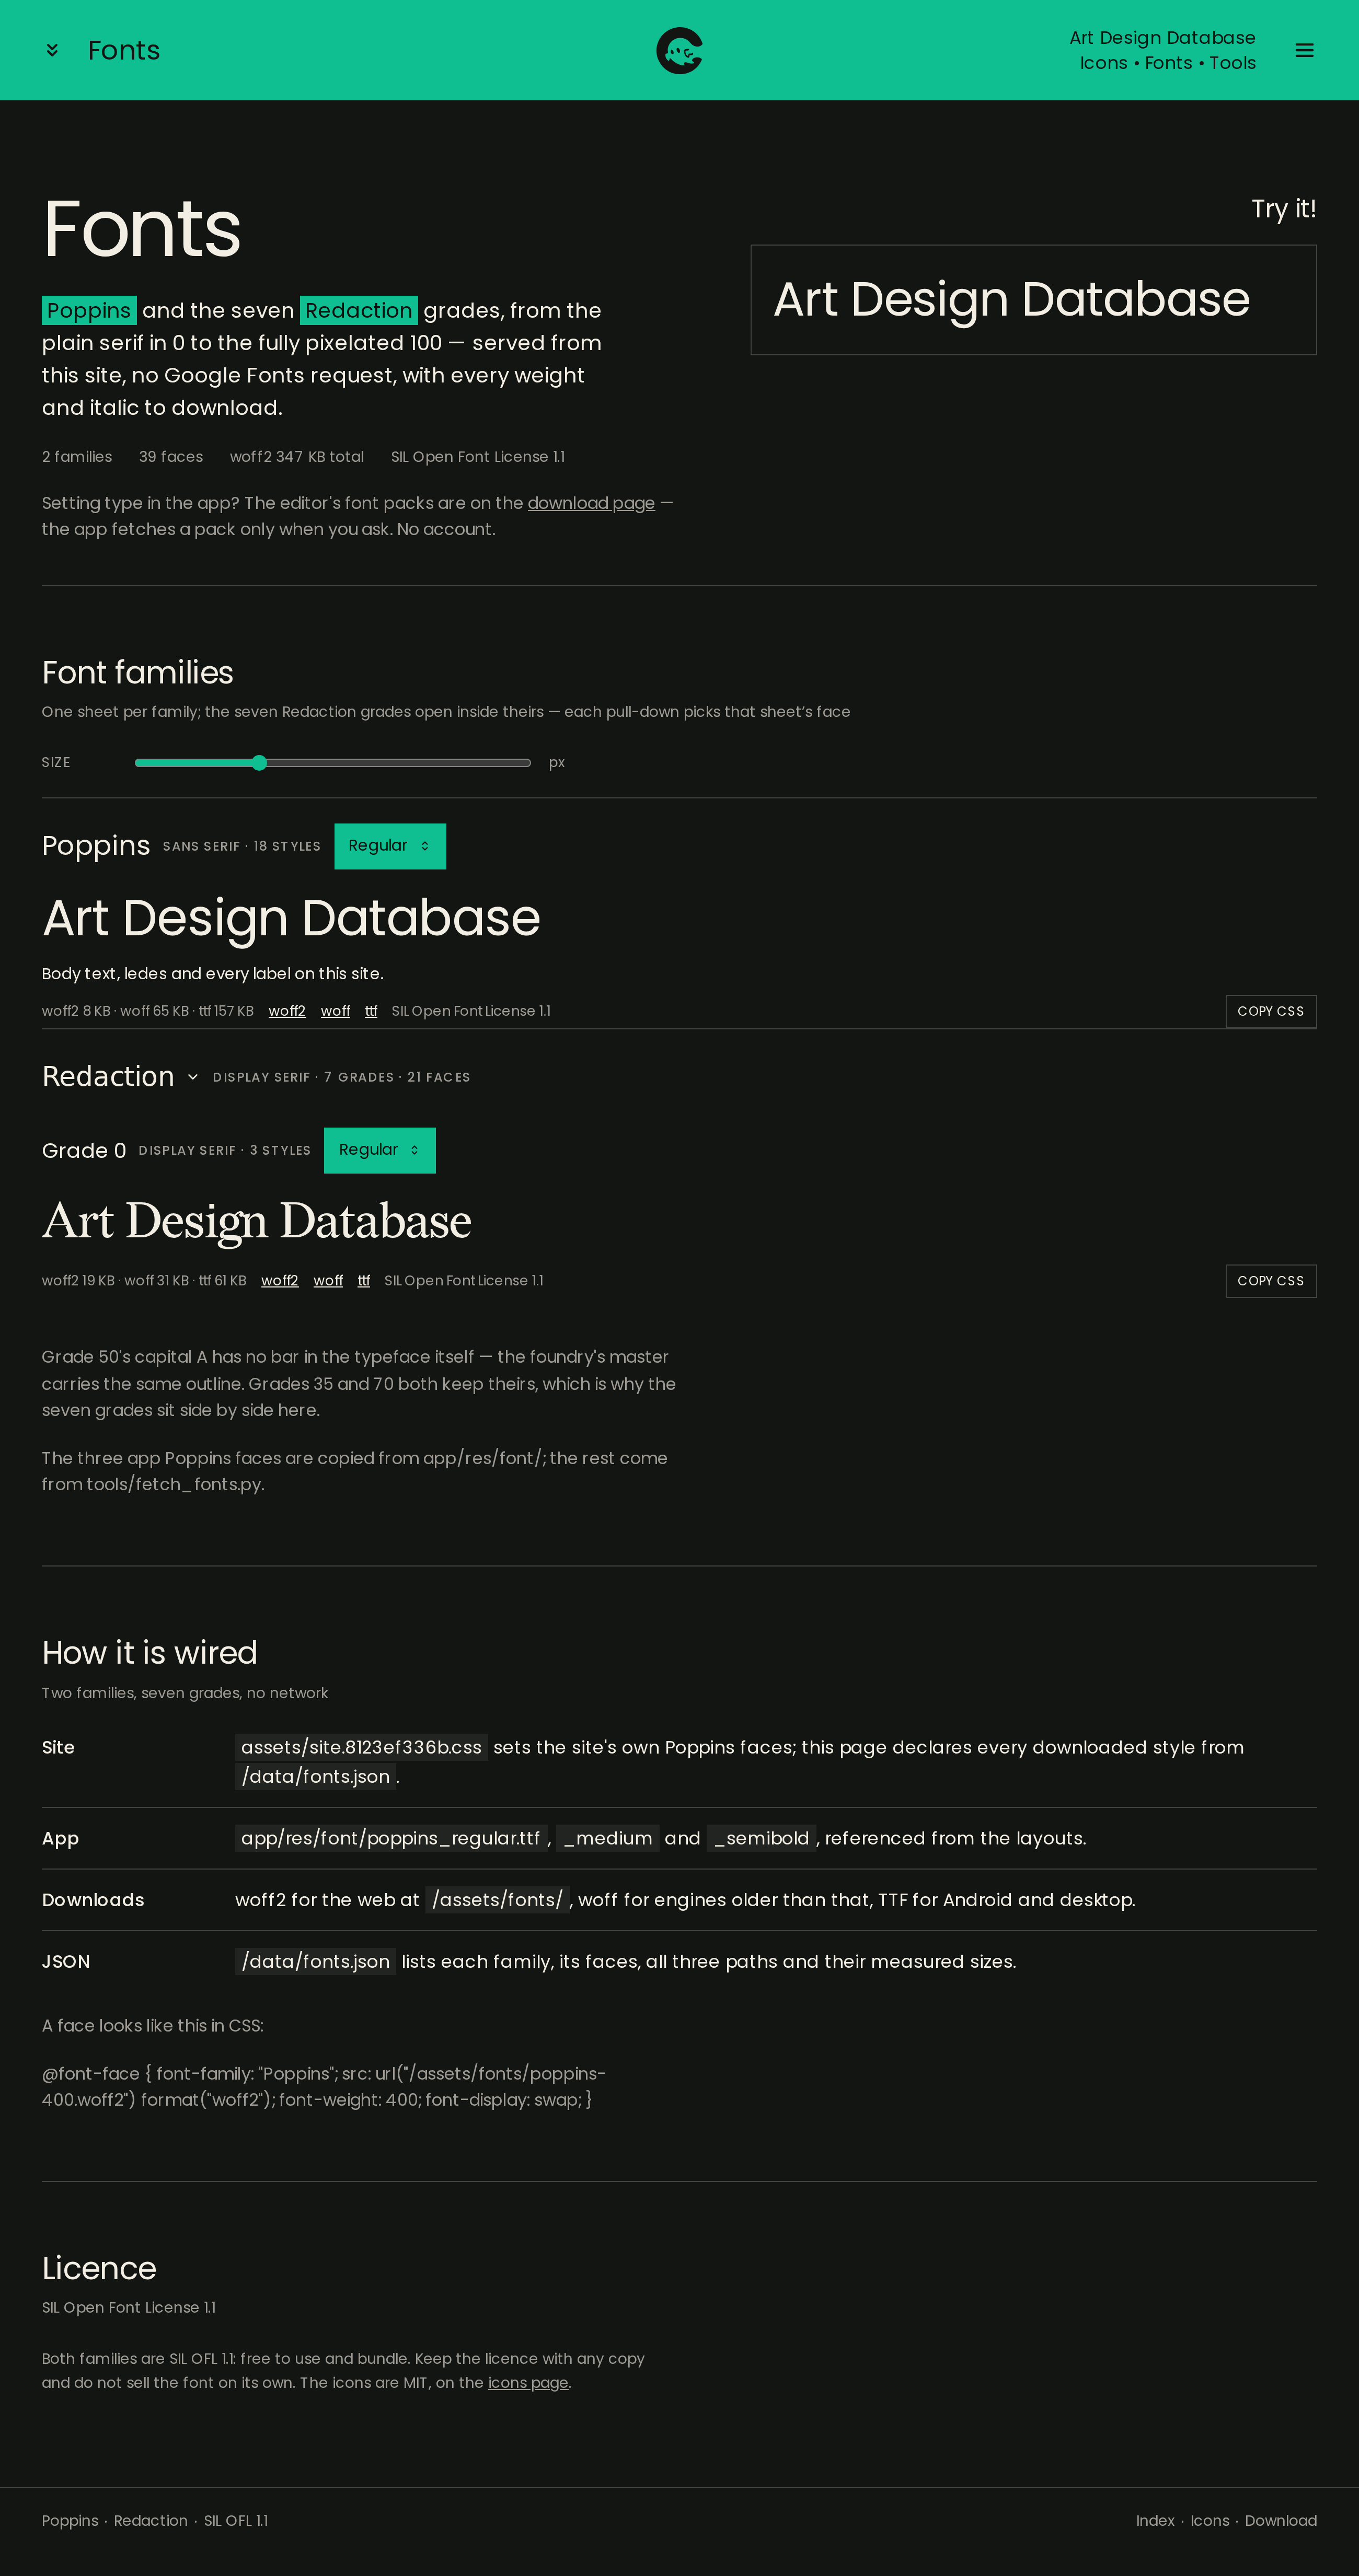 Fonts
Art Design Database
Icons • Fonts • Tools
Fonts
Poppins and the seven Redaction grades, from the
plain serif in 0 to the fully pixelated 100 — served from
this site, no Google Fonts request, with every weight
and italic to download.
2 families 39 faces woff2 347 KB total SIL Open Font License 1.1
Setting type in the app? The editor's font packs are on the download page —
the app fetches a pack only when you ask. No account.
Try it!
Art Design Database
Font families
One sheet per family; the seven Redaction grades open inside theirs — each pull-down picks that sheet’s face
SIZE px
Poppins SANS SERIF · 18 STYLES Regular
Art Design Database
Body text, ledes and every label on this site.
woff2 8 KB · woff 65 KB · ttf 157 KB woff2 woff ttf SIL Open Font License 1.1 COPY CSS
Redaction DISPLAY SERIF · 7 GRADES · 21 FACES
Grade 0 DISPLAY SERIF · 3 STYLES Regular
Art Design Database
woff2 19 KB · woff 31 KB · ttf 61 KB woff2 woff ttf SIL Open Font License 1.1 COPY CSS
Grade 50's capital A has no bar in the typeface itself — the foundry's master
carries the same outline. Grades 35 and 70 both keep theirs, which is why the
seven grades sit side by side here.
The three app Poppins faces are copied from app/res/font/; the rest come
from tools/fetch_fonts.py.
How it is wired
Two families, seven grades, no network
Site assets/site.8123ef336b.css sets the site's own Poppins faces; this page declares every downloaded style from
/data/fonts.json .
App app/res/font/poppins_regular.ttf , _medium and _semibold , referenced from the layouts.
Downloads woff2 for the web at /assets/fonts/ , woff for engines older than that, TTF for Android and desktop.
JSON /data/fonts.json lists each family, its faces, all three paths and their measured sizes.
A face looks like this in CSS:
@font-face { font-family: "Poppins"; src: url("/assets/fonts/poppins-
400.woff2") format("woff2"); font-weight: 400; font-display: swap; }
Licence
SIL Open Font License 1.1
Both families are SIL OFL 1.1: free to use and bundle. Keep the licence with any copy
and do not sell the font on its own. The icons are MIT, on the icons page.
Poppins · Redaction · SIL OFL 1.1
Index · Icons · Download